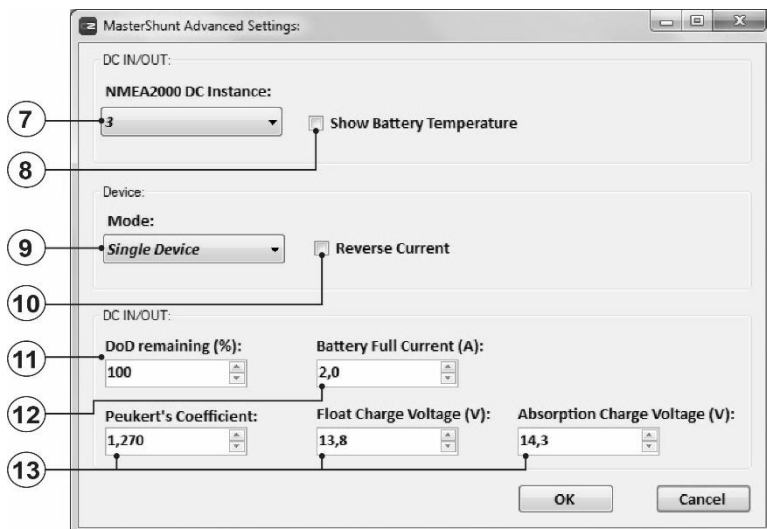 MasterShunt Advanced Settings:
DC IN/OUT:
NMEA2000 DC Instance:
7
3
Show Battery Temperature
8
Device:
Mode:
9
Single Device
Reverse Current
10
DC IN/OUT:
11
DoD remaining (%):
Battery Full Current (A):
100
2,0
12
Peukert's Coefficient:
Float Charge Voltage (V):
Absorption Charge Voltage (V):
1,270
13,8
14,3
13
OK
Cancel